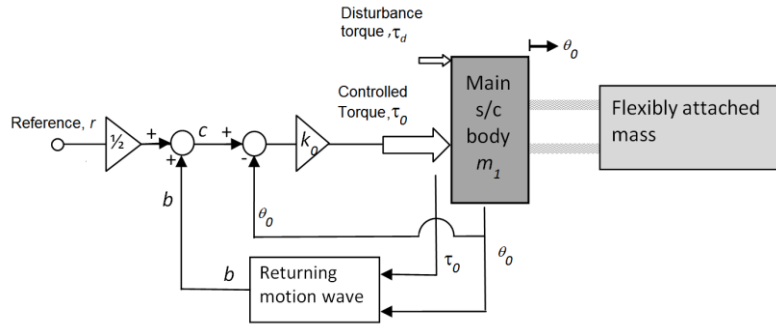 Disturbance
torque ,τd
θ0
Controlled
Torque, τ0
Main
s/c
body
m1
Flexibly attached
mass
Reference, r
½
+
+
c
+
-
k0
b
θ0
τ0
θ0
b
Returning
motion wave